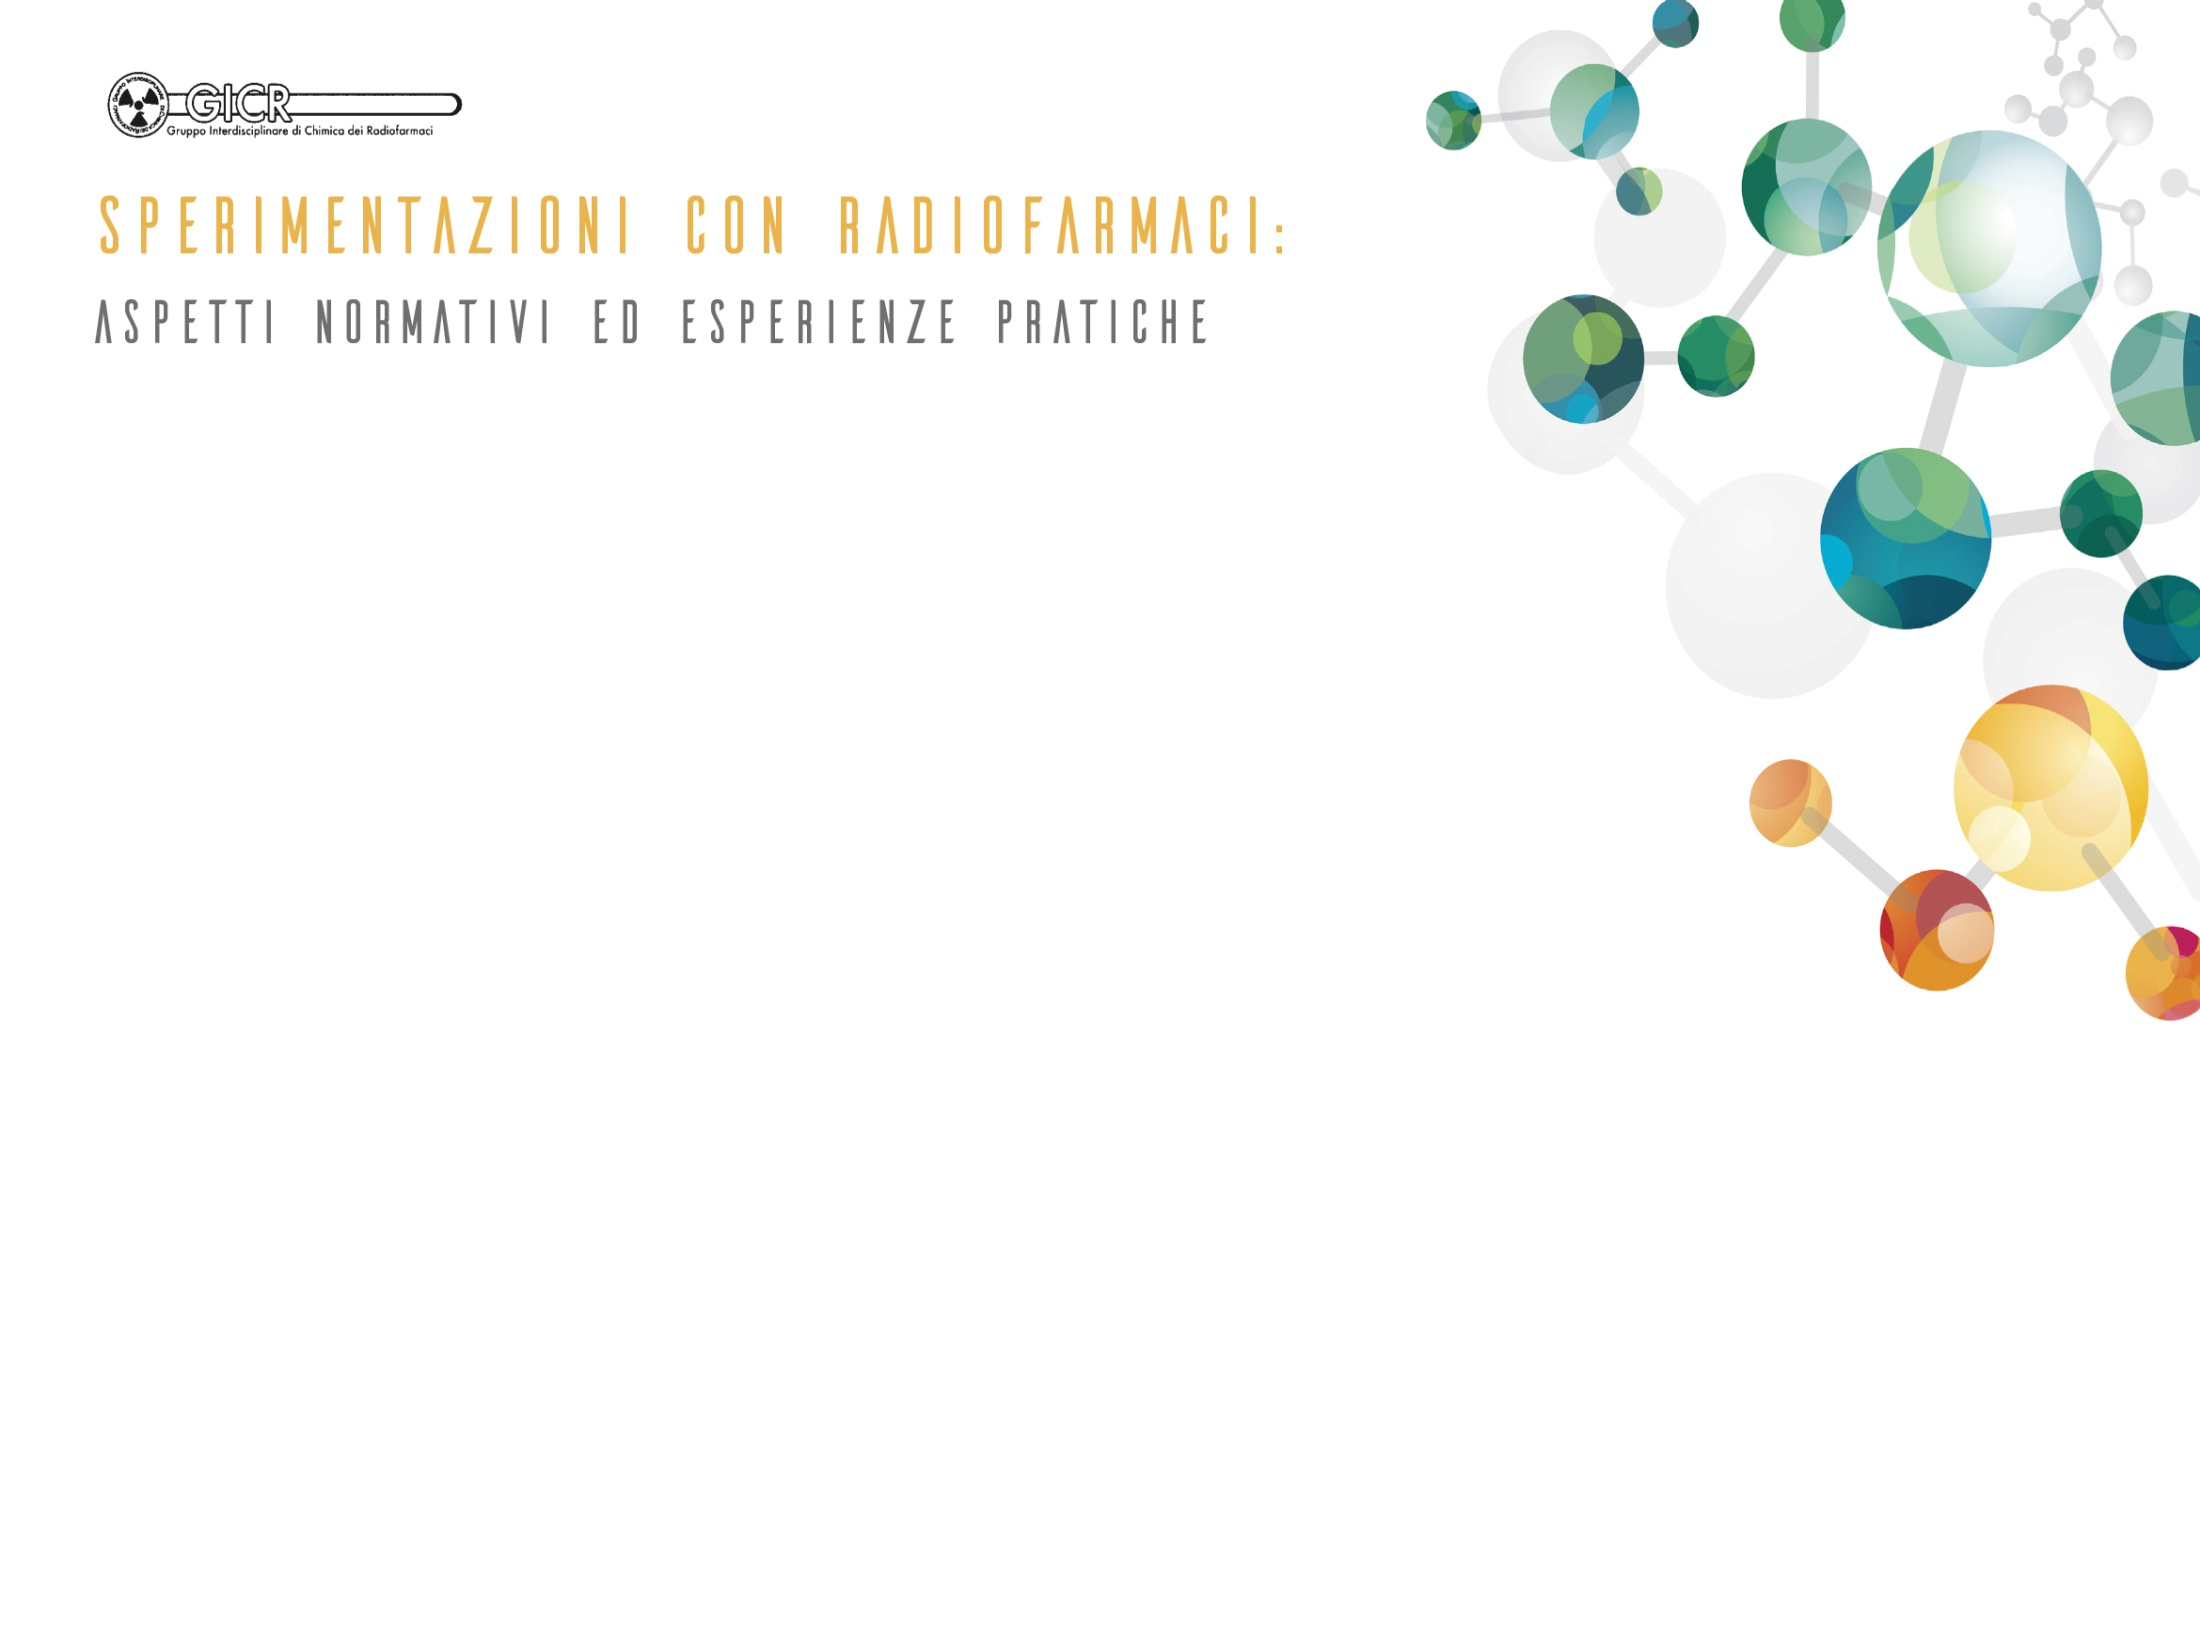 GICR
Gruppo Interdisciplinare di Chimica dei Radiofarmaci
SPERIMENTAZIONI CON RADIOFARMACI:
ASPETTI NORMATIVI ED ESPERIENZE PRATICHE